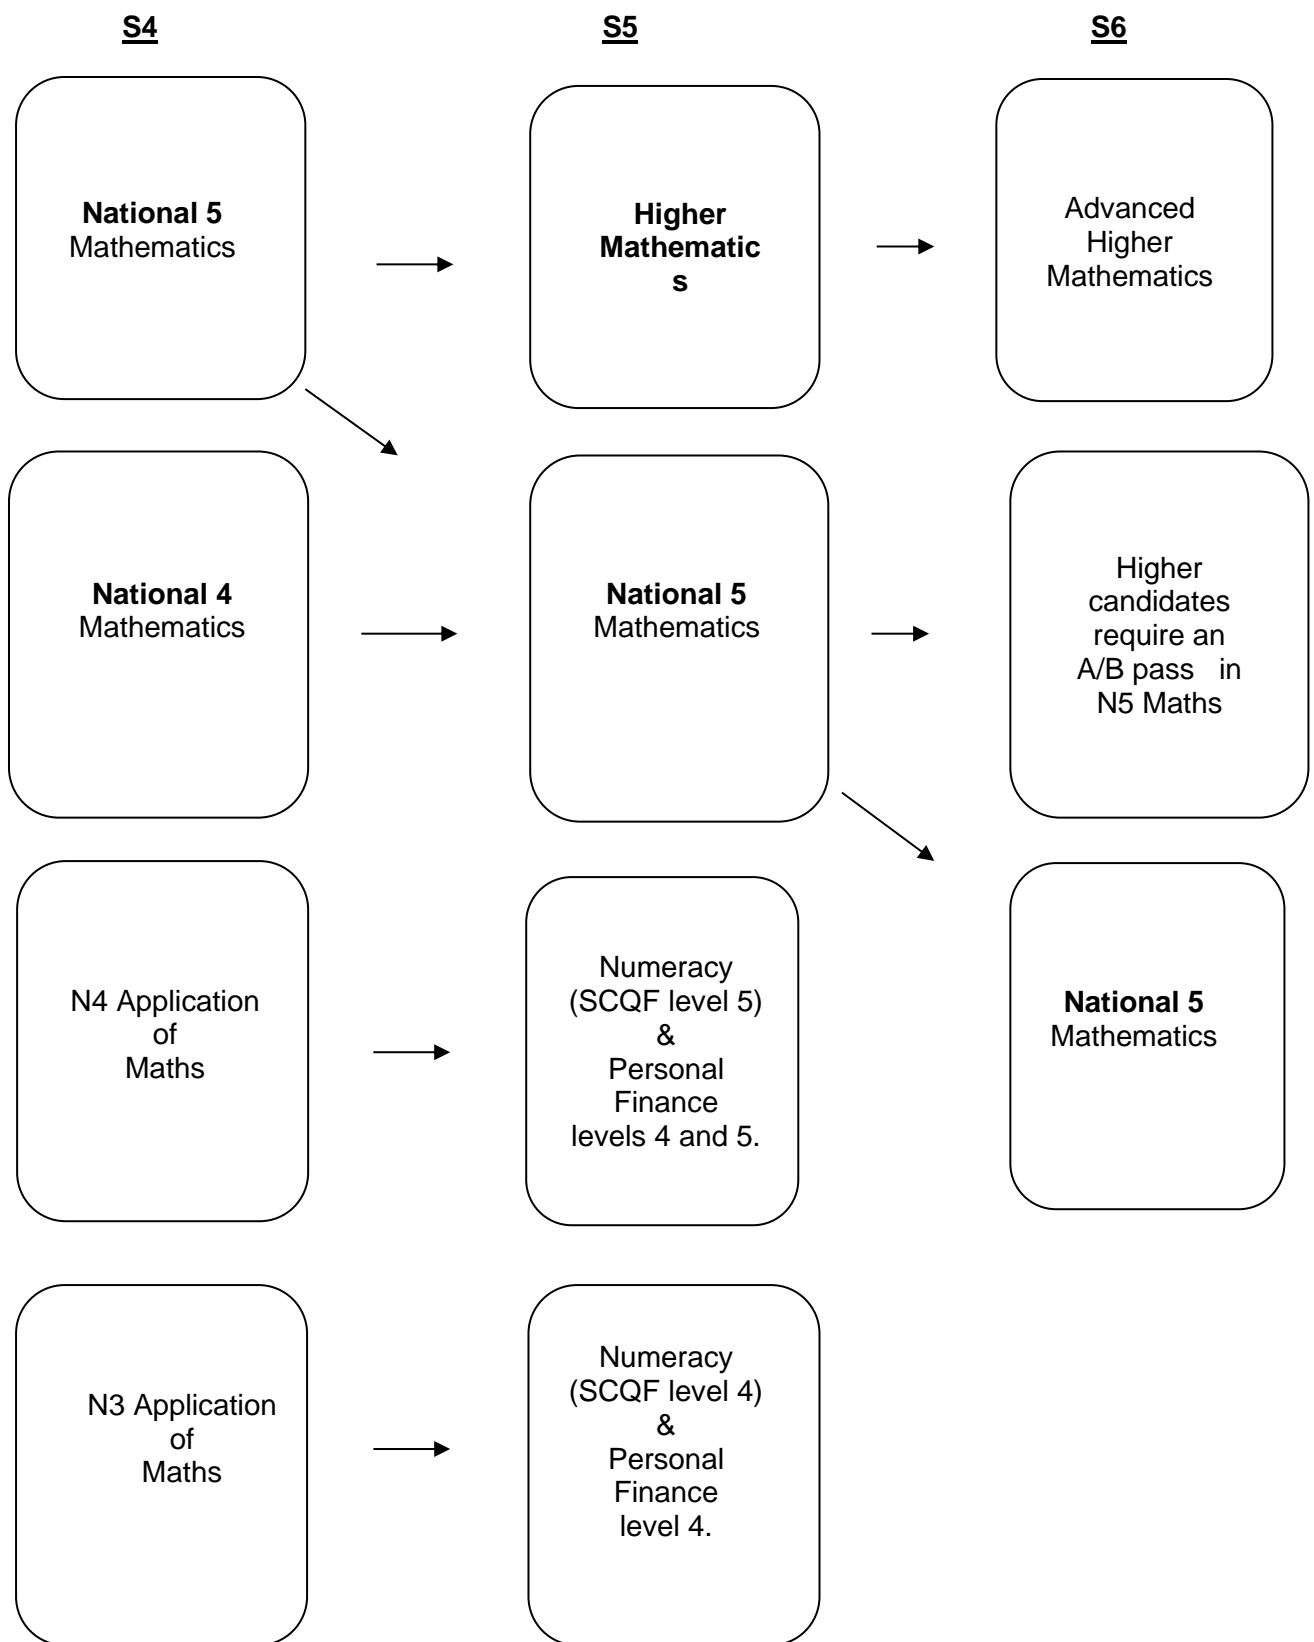 S4
S5
S6
National 5
Mathematics
Higher
Mathematic
s
Advanced
Higher
Mathematics
National 4
Mathematics
National 5
Mathematics
Higher
candidates
require an
A/B pass in
N5 Maths
N4 Application
of
Maths
Numeracy
(SCQF level 5)
&
Personal
Finance
levels 4 and 5.
National 5
Mathematics
N3 Application
of
Maths
Numeracy
(SCQF level 4)
&
Personal
Finance
level 4.